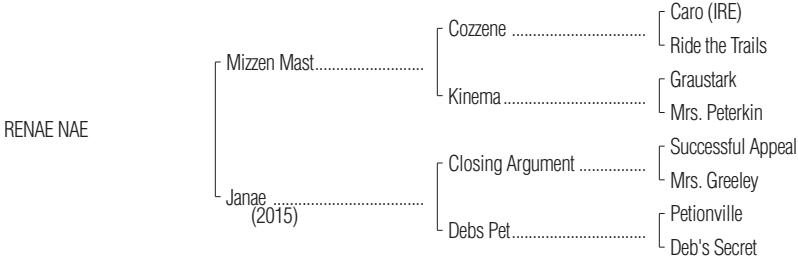 Caro (IRE)
Cozzene ................................
Ride the Trails
Mizzen Mast..........................
Graustark
Kinema..................................
Mrs. Peterkin
RENAE NAE
Successful Appeal
Closing Argument ................
Mrs. Greeley
Janae ....................................
(2015)
Petionville
Debs Pet................................
Deb's Secret